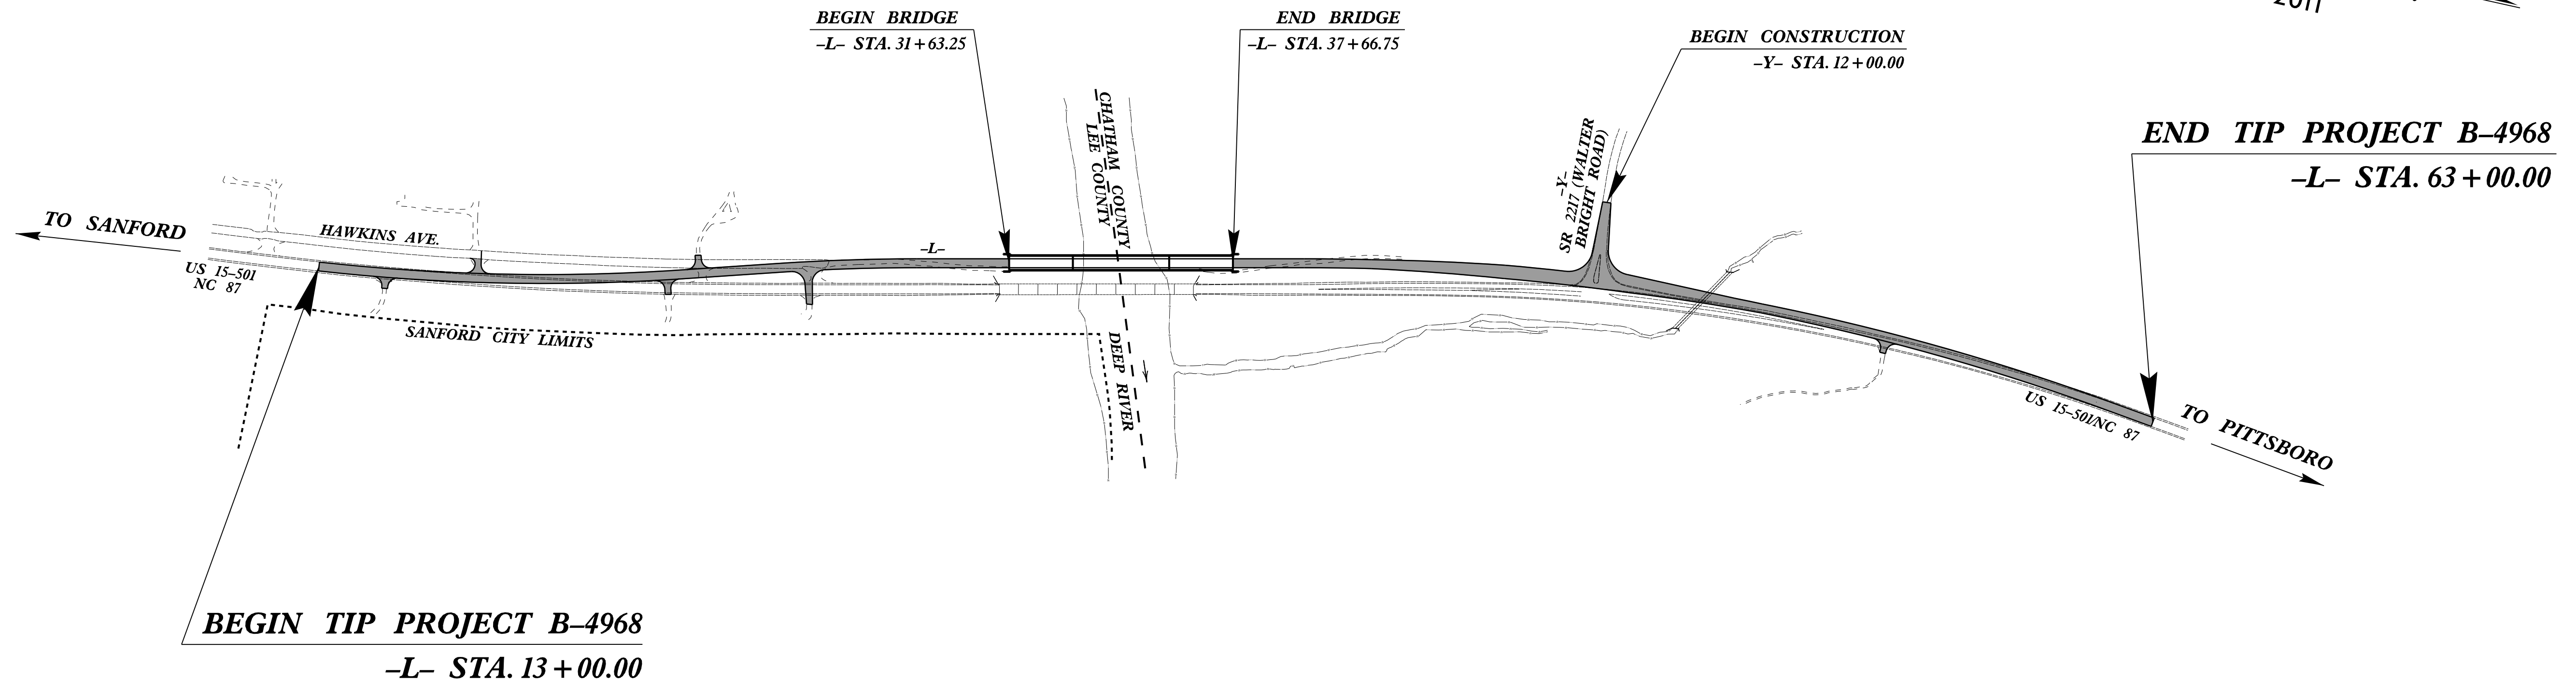 2011
BEGIN BRIDGE
–L– STA. 31+63.25
END BRIDGE
–L– STA. 37+66.75
BEGIN CONSTRUCTION
–Y– STA. 12+00.00
END TIP PROJECT B–4968
–L– STA. 63+00.00
CHATHAM COUNTY
LEE COUNTY
–Y–
SR 2217 (WALTER
BRIGHT ROAD)
TO SANFORD
HAWKINS AVE.
–L–
US 15–501
NC 87
SANFORD CITY LIMITS
DEEP RIVER
US 15–501/NC 87
TO PITTSBORO
BEGIN TIP PROJECT B–4968
–L– STA. 13+00.00